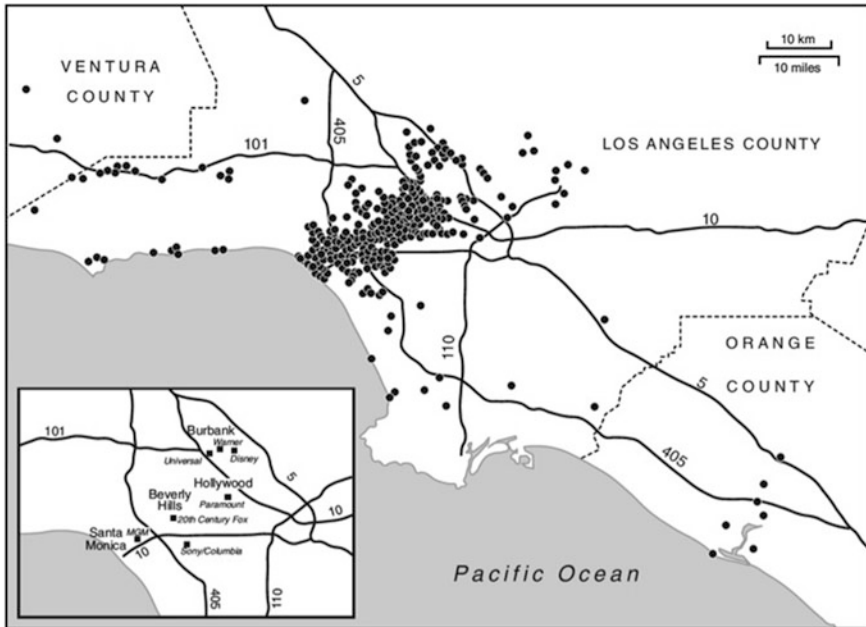 10 km
10 miles
VENTURA
COUNTY
5
405
101
LOS ANGELES COUNTY
10
110
ORANGE
COUNTY
5
405
Pacific Ocean
101
Burbank
Warner
Universal
Disney
5
Hollywood
Beverly
Hills
Paramount
20th Century Fox
10
Santa
Monica
MGM
10
Sony/Columbia
405
110